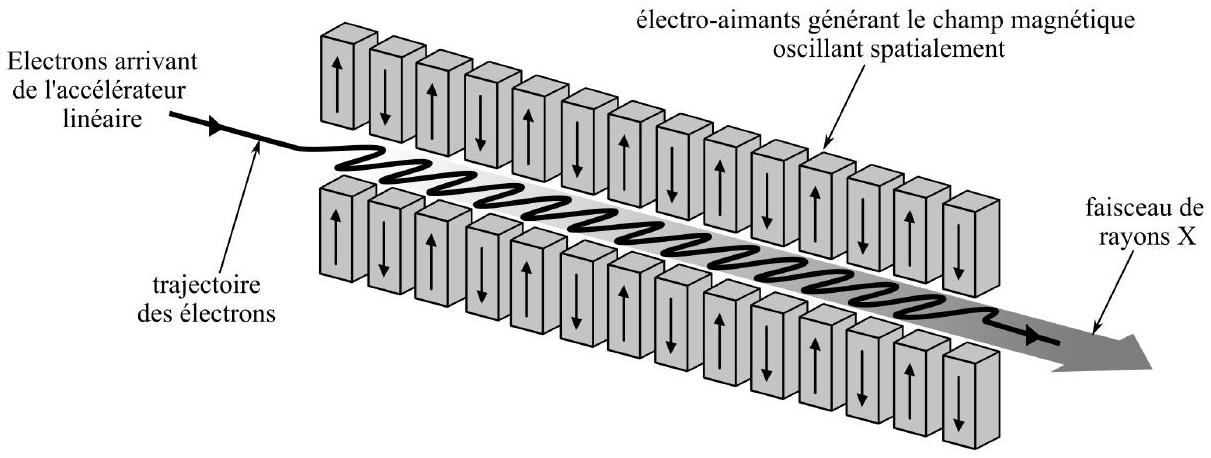 électro-aimants générant le champ magnétique
oscillant spatialement
Electrons arrivant
de l'accélérateur
linéaire
faisceau de
rayons X
trajectoire
des électrons